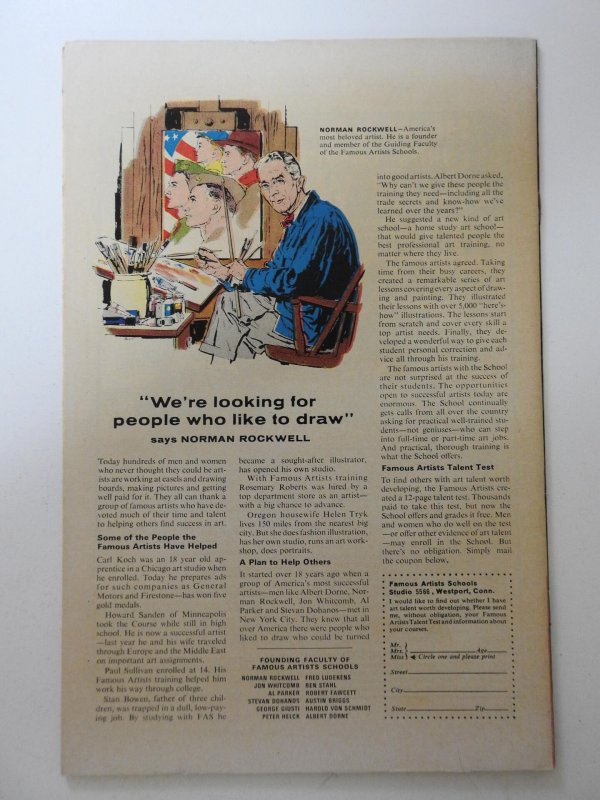 NORMAN ROCKWELL—America's
most beloved artist. He is a founder
and member of the Guiding Faculty
of the Famous Artists Schools.
"We're looking for
people who like to draw"
says NORMAN ROCKWELL
Today hundreds of men and women
who never thought they could be art-
ists are working at easels and drawing
boards, making pictures and getting
well paid for it. They all can thank a
group of famous artists who have de-
voted much of their time and talent
to helping others find success in art.
Some of the People the
Famous Artists Have Helped
Carl Koch was an 18 year old ap-
prentice in a Chicago art studio when
he enrolled. Today he prepares ads
for such companies as General
Motors and Firestone—has won five
gold medals.
Howard Sanden of Minneapolis
took the Course while still in high
school. He is now a successful artist
—last year he and his wife traveled
through Europe and the Middle East
on important art assignments.
Paul Sullivan enrolled at 14. His
Famous Artists training helped him
work his way through college.
Stan Bowen, father of three chil-
dren, was trapped in a dull, low-pay-
ing job. By studying with FAS he
became a sought-after illustrator,
has opened his own studio.
With Famous Artists training
Rosemary Roberts was hired by a
top department store as an artist—
with a big chance to advance.
Oregon housewife Helen Tryk
lives 150 miles from the nearest big
city. But she does fashion illustration,
has her own studio, runs an art work-
shop, does portraits.
A Plan to Help Others
It started over 18 years ago when a
group of America's most successful
artists—men like Albert Dorne, Nor-
man Rockwell, Jon Whitcomb, Al
Parker and Stevan Dohanos—met in
New York City. They knew that all
over America there were people who
liked to draw who could be turned
into good artists. Albert Dorne asked,
"Why can't we give these people the
training they need—including all the
trade secrets and know-how we've
learned over the years?"
He suggested a new kind of art
school—a home study art school—
that would give talented people the
best professional art training, no
matter where they live.
The famous artists agreed. Taking
time from their busy careers, they
created a remarkable series of art
lessons covering every aspect of draw-
ing and painting. They illustrated
their lessons with over 5,000 "here's-
how" illustrations. The lessons start
from scratch and cover every skill a
top artist needs. Finally, they de-
veloped a wonderful way to give each
student personal correction and ad-
vice all through his training.
The famous artists with the School
are not surprised at the success of
their students. The opportunities
open to successful artists today are
enormous. The School continually
gets calls from all over the country
asking for practical well-trained stu-
dents—not geniuses—who can step
into full-time or part-time art jobs.
And practical, thorough training is
what the School offers.
Famous Artists Talent Test
To find others with art talent worth
developing, the Famous Artists cre-
ated a 12-page talent test. Thousands
paid to take this test, but now the
School offers and grades it free. Men
and women who do well on the test
—or offer other evidence of art talent
—may enroll in the School. But
there's no obligation. Simply mail
the coupon below.
FOUNDING FACULTY OF
FAMOUS ARTISTS SCHOOLS
NORMAN ROCKWELL FRED LUDEKENS
JON WHITCOMB BEN STAHL
AL PARKER ROBERT FAWCETT
STEVAN DOHANOS AUSTIN BRIGGS
GEORGE GIUSTI HAROLD VON SCHMIDT
PETER HELCK ALBERT DORNE
Famous Artists Schools
Studio 5566, Westport, Conn.
I would like to find out whether I have
art talent worth developing. Please send
me, without obligation, your Famous
Artists Talent Test and information about
your courses.
Mr.
Mrs. Age
Miss Circle one and please print
Street
City
State Zip